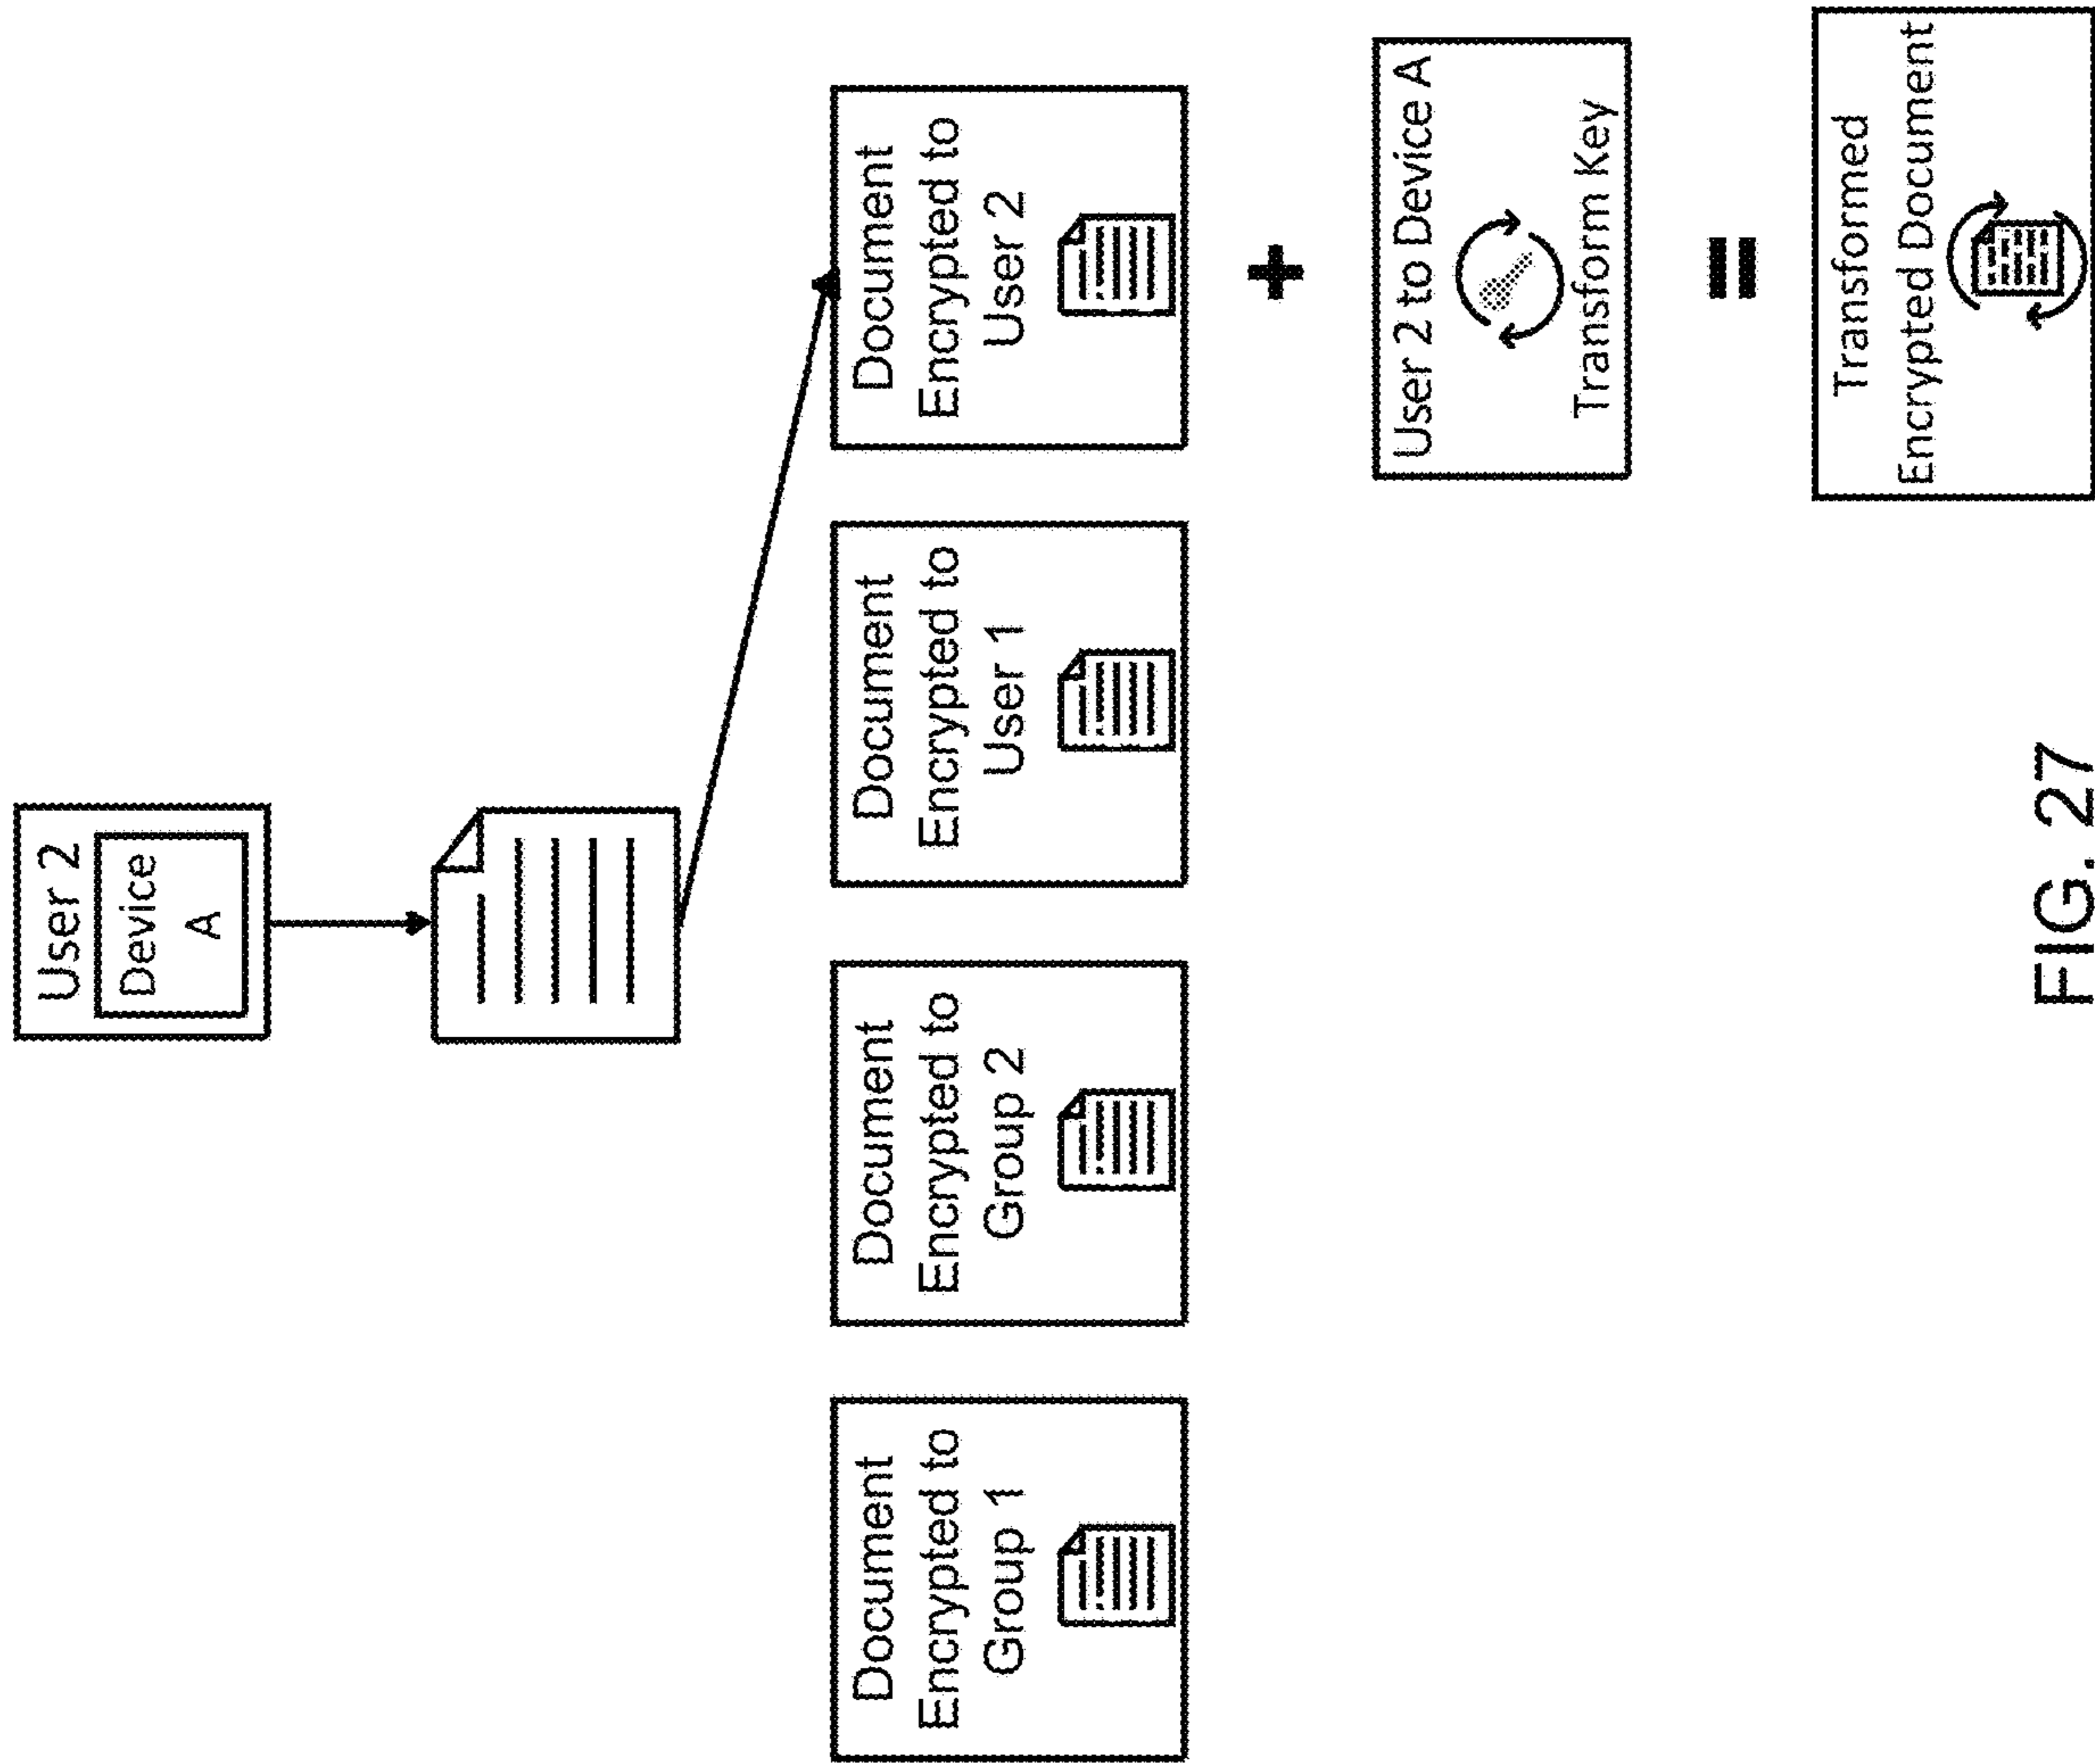 User 2
Device
A
Document
Encrypted to
Group 1
Document
Encrypted to
Group 2
Document
Encrypted to
User 1
Document
Encrypted to
User 2
+
User 2 to Device A
Transform Key
=
Transformed
Encrypted Document
FIG. 27